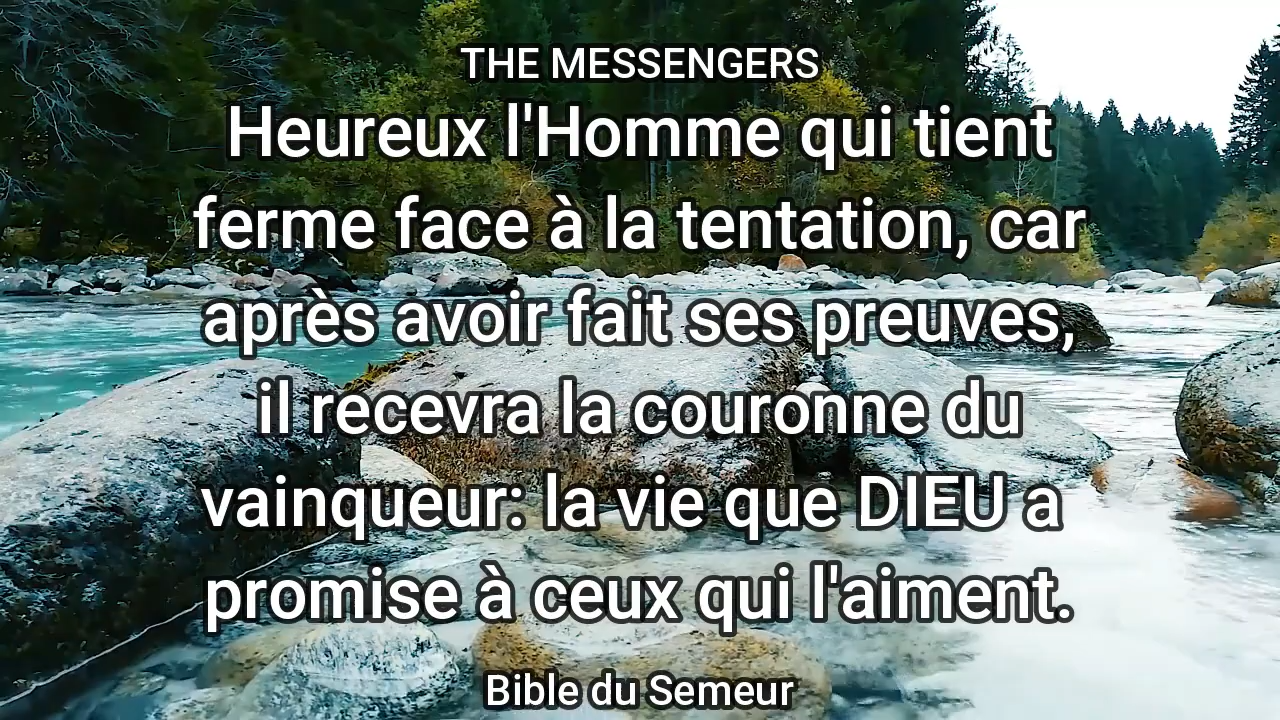 THE MESSENGERS
Heureux l'Homme qui tient
ferme face à la tentation, car
après avoir fait ses preuves,
il recevra la couronne du
vainqueur: la vie que DIEU a
promise à ceux qui l'aiment.
Bible du Semeur